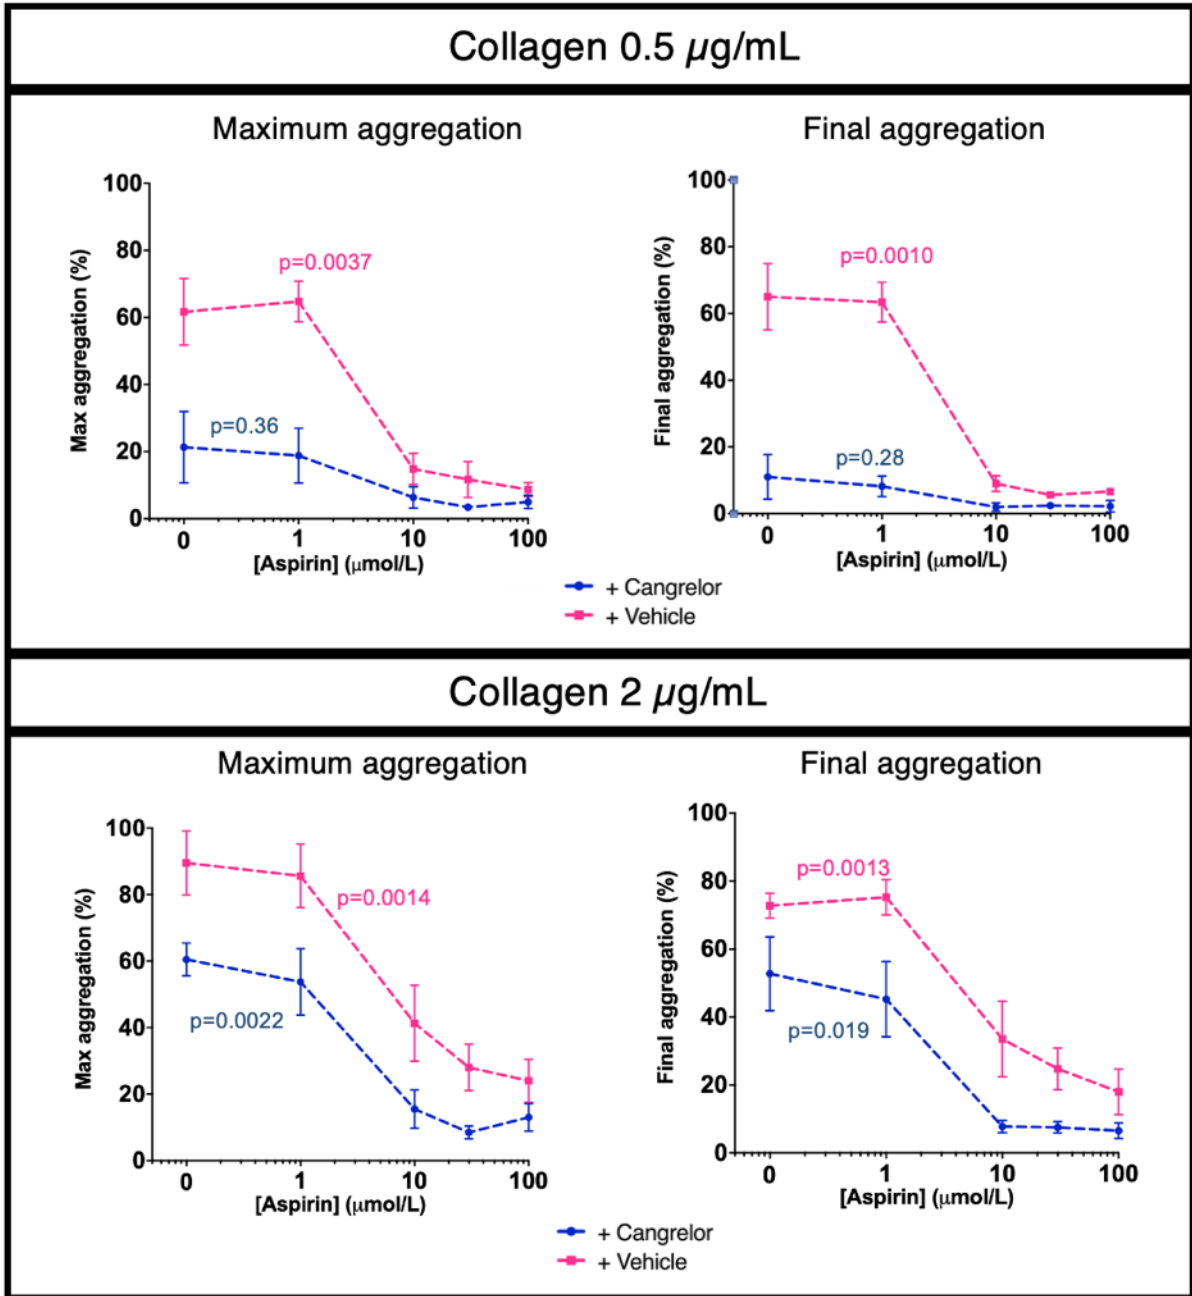 Collagen 0.5 µg/mL
Maximum aggregation
Final aggregation
Max aggregation (%)
100
80
60
40
20
0
p=0.0037
p=0.36
0 1 10 100
[Aspirin] (μmol/L)
Final aggregation (%)
100
80
60
40
20
0
p=0.0010
p=0.28
0 1 10 100
[Aspirin] (μmol/L)
+ Cangrelor
+ Vehicle
Collagen 2 µg/mL
Maximum aggregation
Final aggregation
Max aggregation (%)
100
80
60
40
20
0
p=0.0014
p=0.0022
0 1 10 100
[Aspirin] (μmol/L)
Final aggregation (%)
100
80
60
40
20
0
p=0.0013
p=0.019
0 1 10 100
[Aspirin] (μmol/L)
+ Cangrelor
+ Vehicle